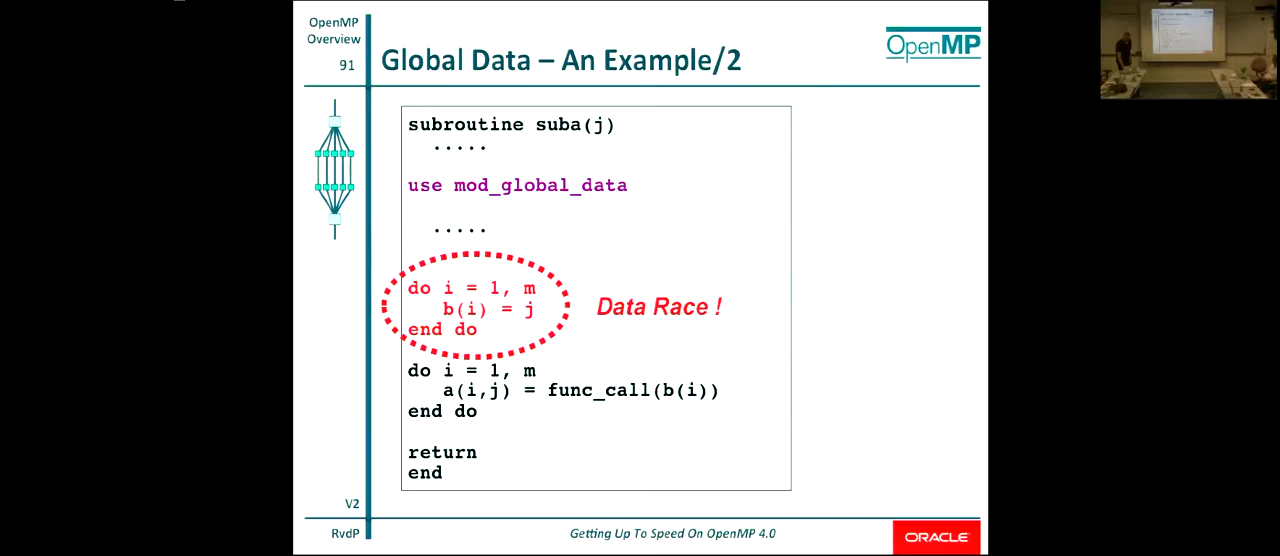 OpenMP
Overview
91
Global Data – An Example/2
OpenMP
subroutine suba(j)
.....
use mod_global_data
.....
do i = 1, m
b(i) = j
end do
Data Race !
do i = 1, m
a(i,j) = func_call(b(i))
end do
return
end
V2
RvdP
Getting Up To Speed On OpenMP 4.0
ORACLE